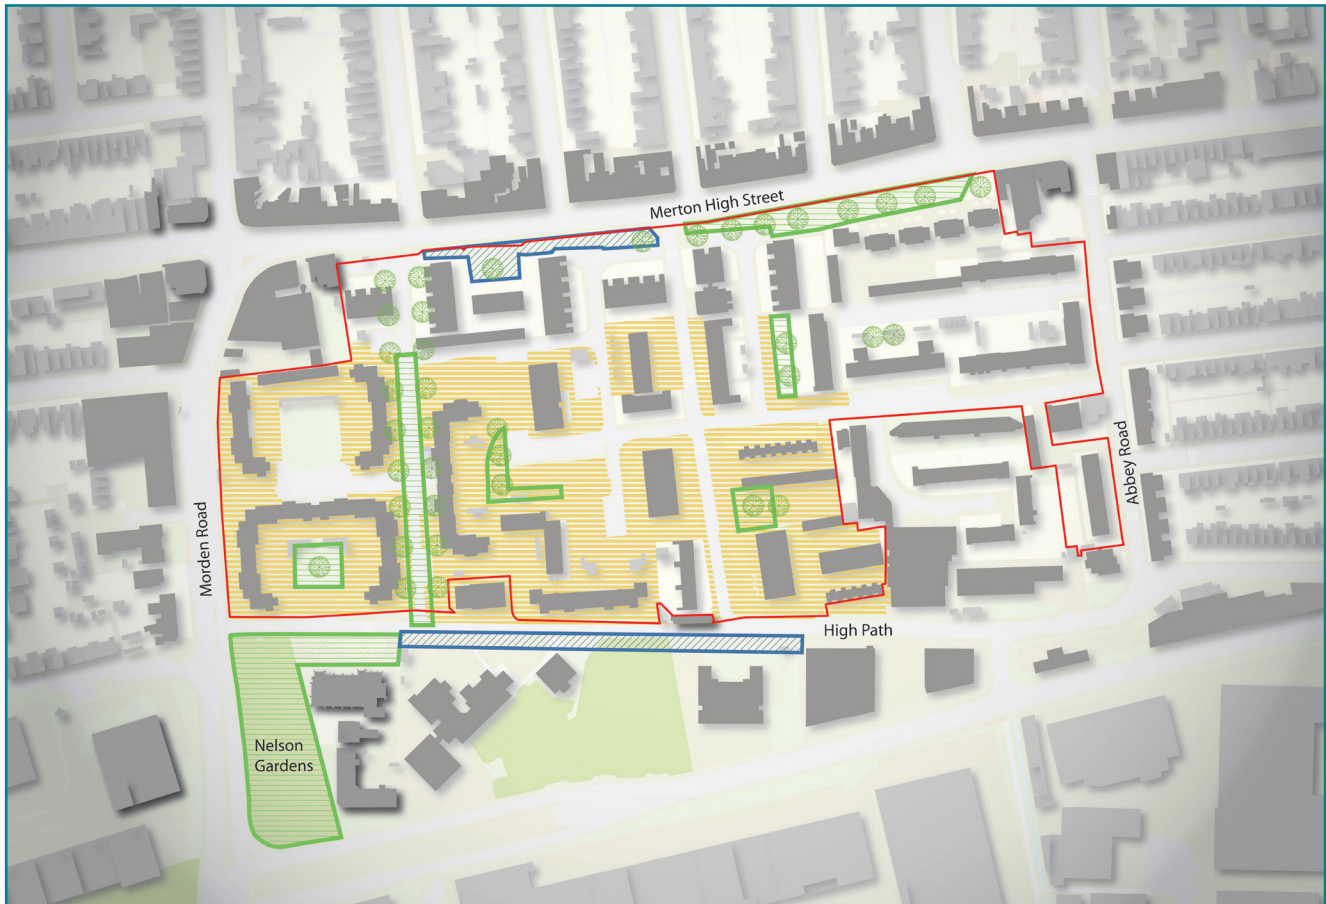 Merton High Street
Morden Road
Abbey Road
High Path
Nelson
Gardens